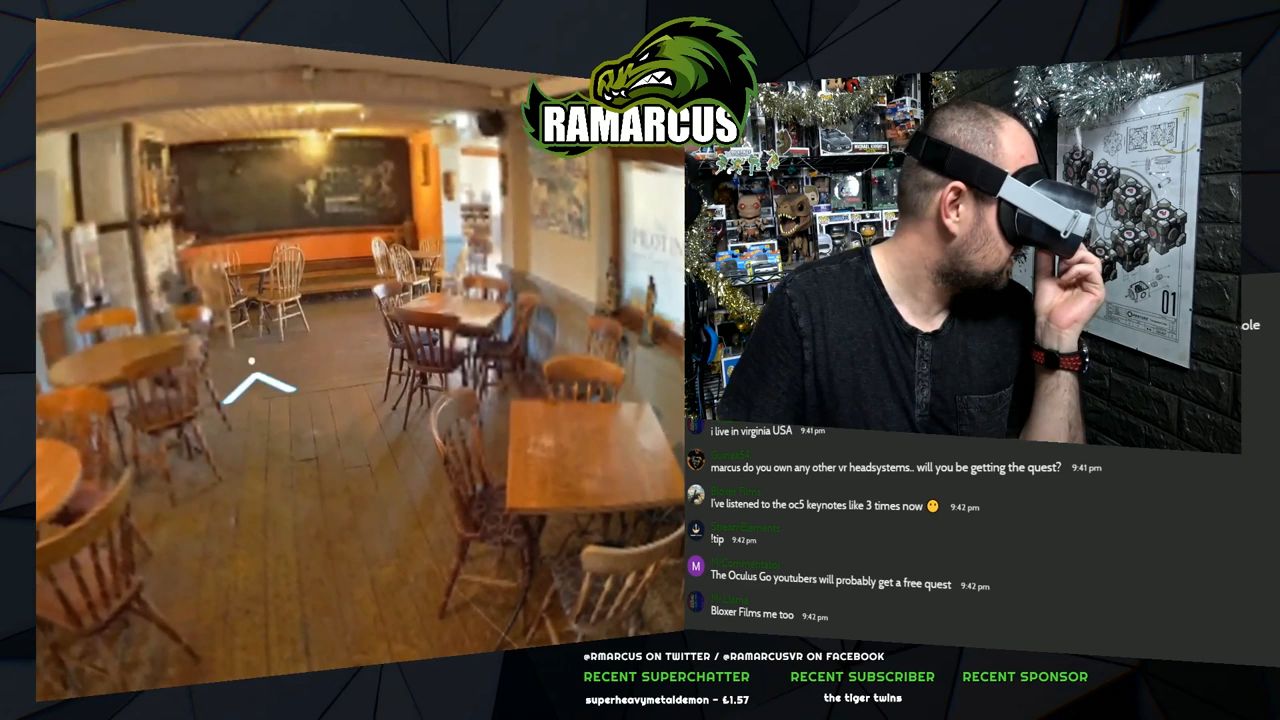 RAMARCUS
PILOT IN
01
ole
i live in virginia USA 9:41 pm
marcus do you own any other vr headsystems.. will you be getting the quest? 9:41 pm
I've listened to the oc5 keynotes like 3 times now 😶 9:42 pm
StreamElements
!tip 9:42 pm
M
The Oculus Go youtubers will probably get a free quest 9:42 pm
Bloxer Films me too 9:42 pm
@RMARCUS ON TWITTER / @RAMARCUSVR ON FACEBOOK
RECENT SUPERCHATTER RECENT SUBSCRIBER RECENT SPONSOR
superheavymetaldemon - £1.57 the tiger twins